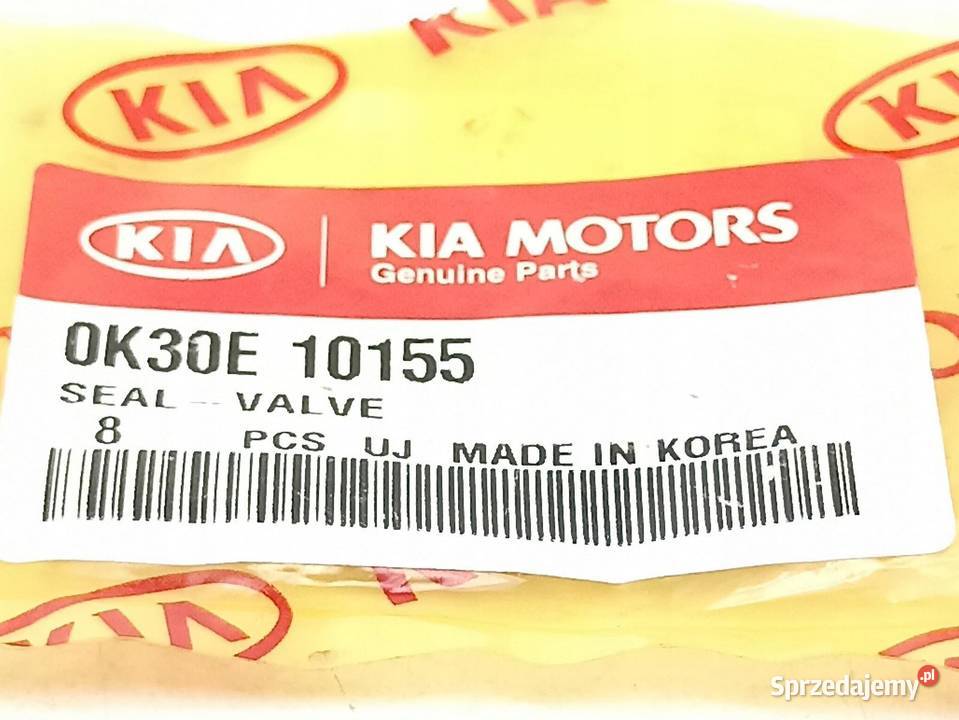 KIA
KIA
KIA
KIA
KIA MOTORS
Genuine Parts
0K30E 10155
SEAL - VALVE
8 PCS UJ MADE IN KOREA
KIA
Sprzedajemy.pl